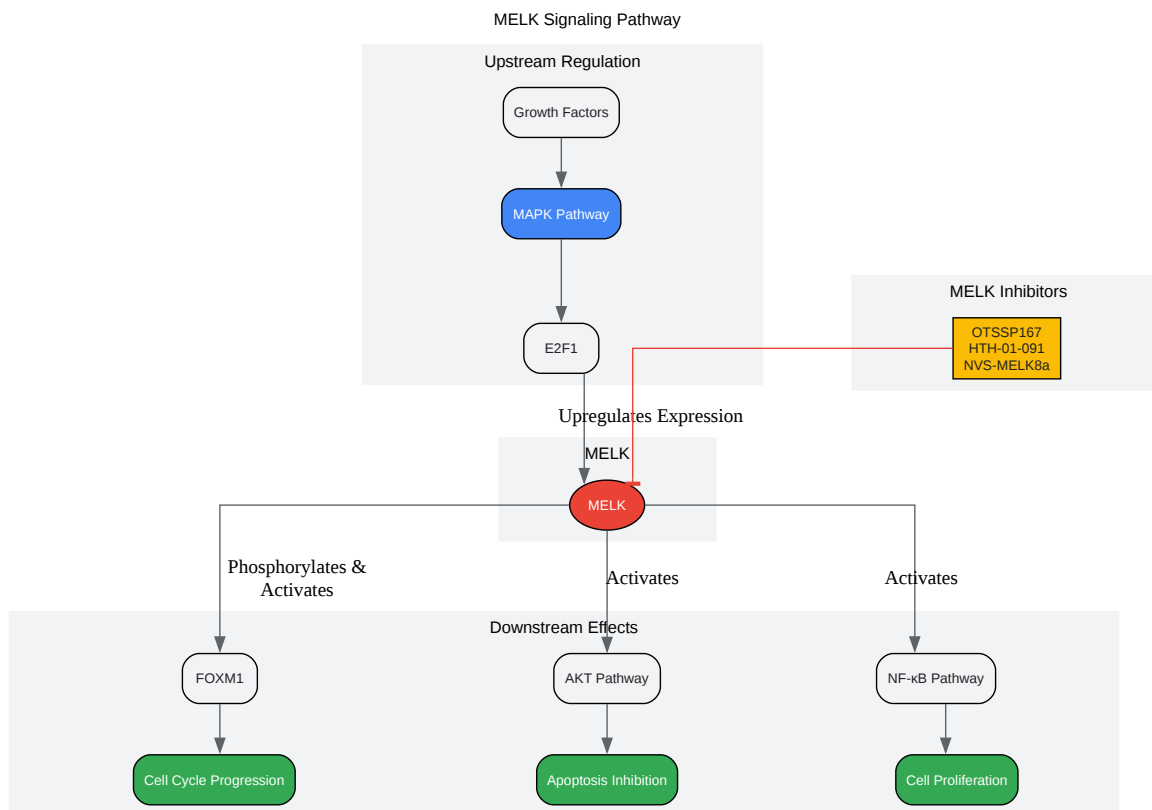 MELK Signaling Pathway
Upstream Regulation
Growth Factors
MAPK Pathway
E2F1
MELK Inhibitors
OTSSP167
HTH-01-091
NVS-MELK8a
Upregulates Expression
MELK
MELK
Phosphorylates &
Activates
Activates
Activates
Downstream Effects
FOXM1
AKT Pathway
NF-κB Pathway
Cell Cycle Progression
Apoptosis Inhibition
Cell Proliferation